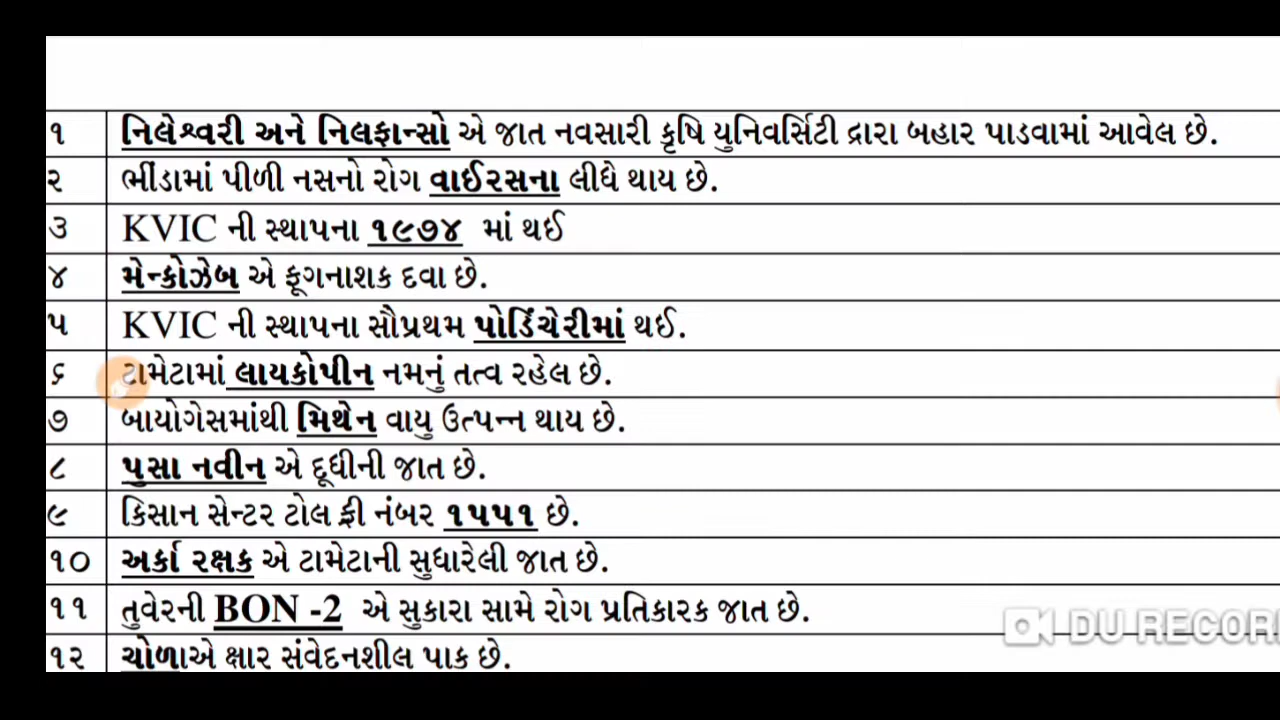 ૧ નિલેશ્વરી અને નિલફાન્સો એ જાત નવસારી કૃષિ યુનિવર્સિટી દ્રારા બહાર પાડવામાં આવેલ છે.
૨ ભીંડામાં પીળી નસનો રોગ વાઈરસના લીધે થાય છે.
૩ KVIC ની સ્થાપના ૧૯૭૪ માં થઈ
૪ મેન્કોઝેબ એ ફૂગનાશક દવા છે.
૫ KVIC ની સ્થાપના સૌપ્રથમ પોર્ડિચેરીમાં થઈ.
૬ ટામેટામાં લાયકોપીન નમનું તત્વ રહેલ છે.
૭ બાયોગેસમાંથી મિથેન વાયુ ઉત્પન્ન થાય છે.
૮ પુસા નવીન એ દૂધીની જાત છે.
૯ કિસાન સેન્ટર ટોલ ફ્રી નંબર ૧૫૫૧ છે.
૧૦ અર્કા રક્ષક એ ટામેટાની સુધારેલી જાત છે.
૧૧ તુવેરની BON -2 એ સુકારા સામે રોગ પ્રતિકારક જાત છે.
DU RECOR
૧૨ ચોળાએ ક્ષાર સંવેદનશીલ પાક છે.